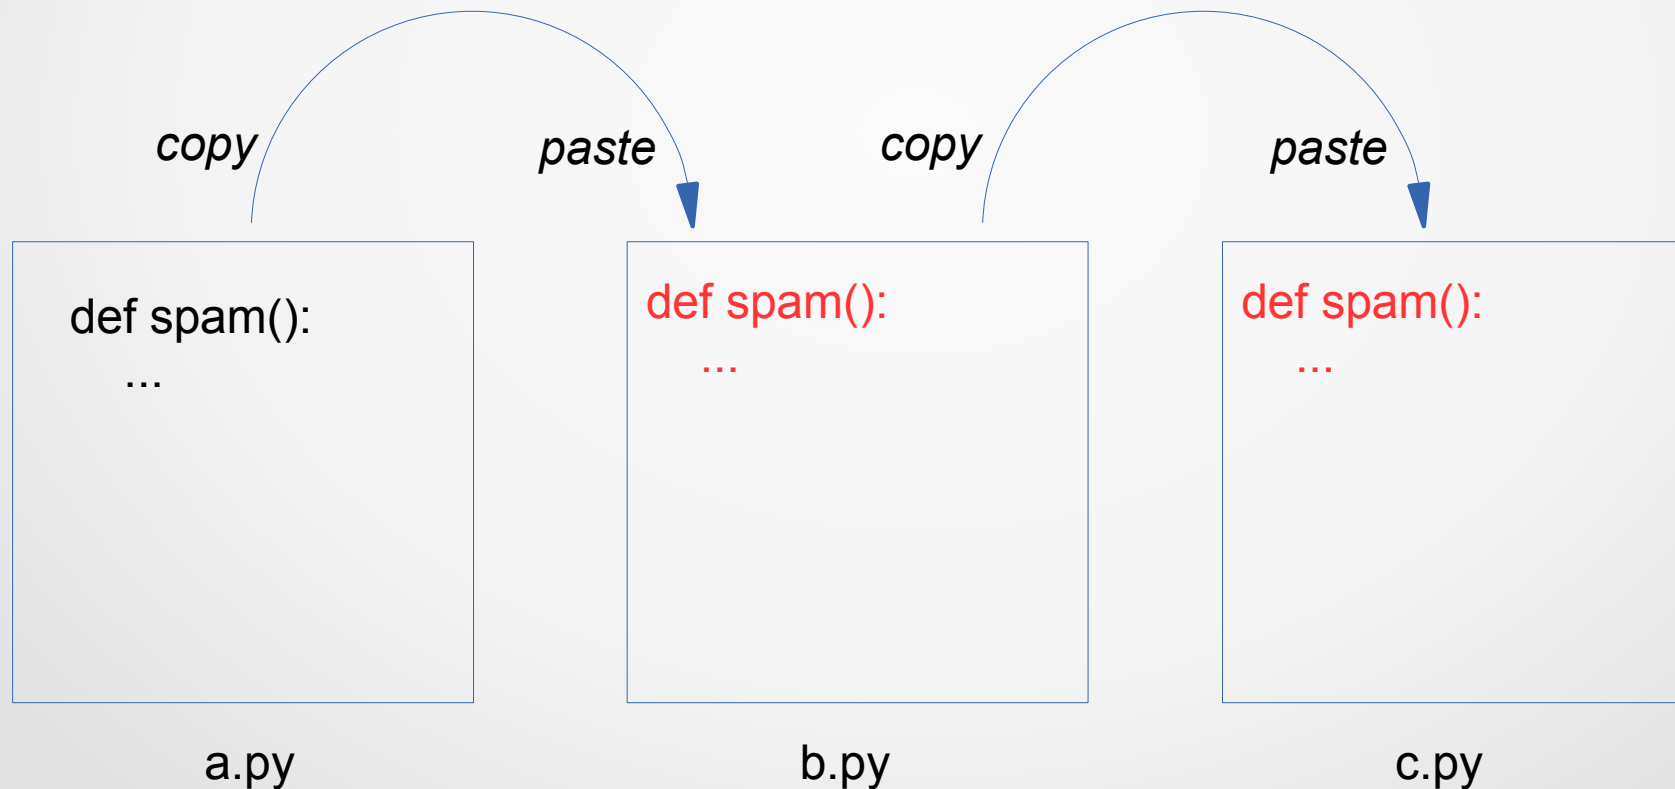 copy
paste
copy
paste
def spam():
...
def spam():
...
def spam():
...
a.py
b.py
c.py